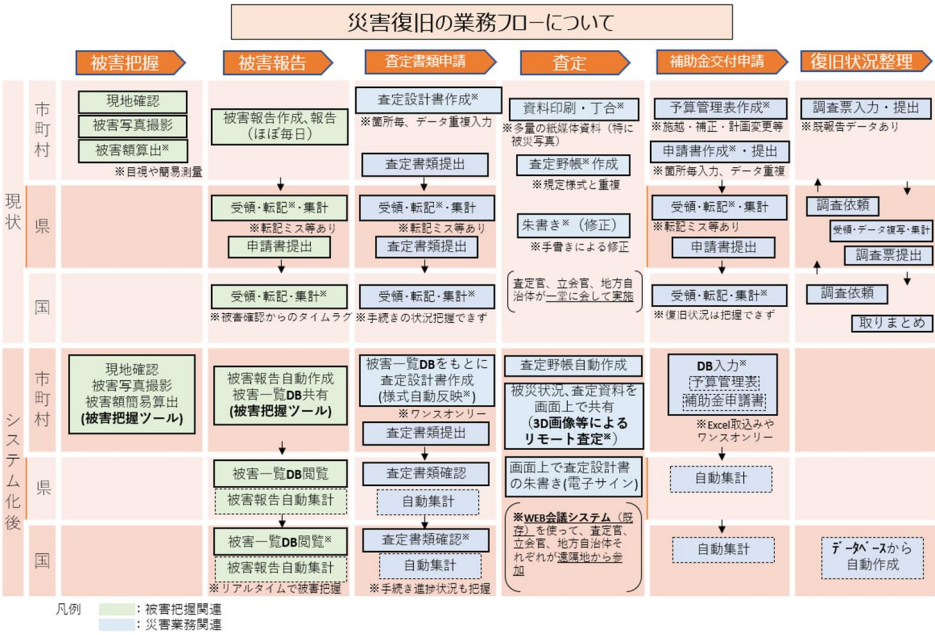 災害復旧の業務フローについて
被害把握
被害報告
査定書類申請
査定
補助金交付申請
復旧状況整理
現状
市町村
現地確認
被害写真撮影
被害額算出※
※目視や簡易測量
被害報告作成、報告
(ほぼ毎日)
査定設計書作成※
※箇所毎、データ重複入力
査定書類提出
資料印刷・丁合※
※多量の紙媒体資料（特に
被災写真）
査定野帳※作成
※規定様式と重複
予算管理表作成※
※施越・補正・計画変更等
申請書作成※・提出
※箇所毎入力、データ重複
調査票入力・提出
※既報告データあり
県
受領・転記※・集計
※転記ミス等あり
申請書提出
受領・転記※・集計
※転記ミス等あり
査定書類提出
朱書き※（修正）
※手書きによる修正
受領・転記※・集計
※転記ミス等あり
申請書提出
調査依頼
受領・データ複写・集計
調査票提出
国
受領・転記・集計※
※被害確認からのタイムラグ
受領・転記・集計※
※手続きの状況把握できず
査定官、立会官、地方自
治体が一堂に会して実施
受領・転記・集計※
※復旧状況は把握できず
調査依頼
取りまとめ
システム化後
市町村
現地確認
被害写真撮影
被害額簡易算出
(被害把握ツール)
被害報告自動作成
被害一覧DB共有
(被害把握ツール)
被害一覧DBをもとに
査定設計書作成
(様式自動反映※)
※ワンスオンリー
査定書類提出
査定野帳自動作成
被災状況、査定資料を
画面上で共有
（3D画像等による
リモート査定※）
DB入力※
予算管理表
補助金申請書
※Excel取込みや
ワンスオンリー
県
被害一覧DB閲覧
被害報告自動集計
査定書類確認
自動集計
画面上で査定設計書
の朱書き(電子サイン)
自動集計
国
被害一覧DB閲覧※
被害報告自動集計
※リアルタイムで被害把握
査定書類確認※
自動集計
※手続き進捗状況も把握
※WEB会議システム（既
存）を使って、査定官、
立会官、地方自治体そ
れぞれが遠隔地から参
加
自動集計
データベースから
自動作成
凡例
：被害把握関連
：災害業務関連